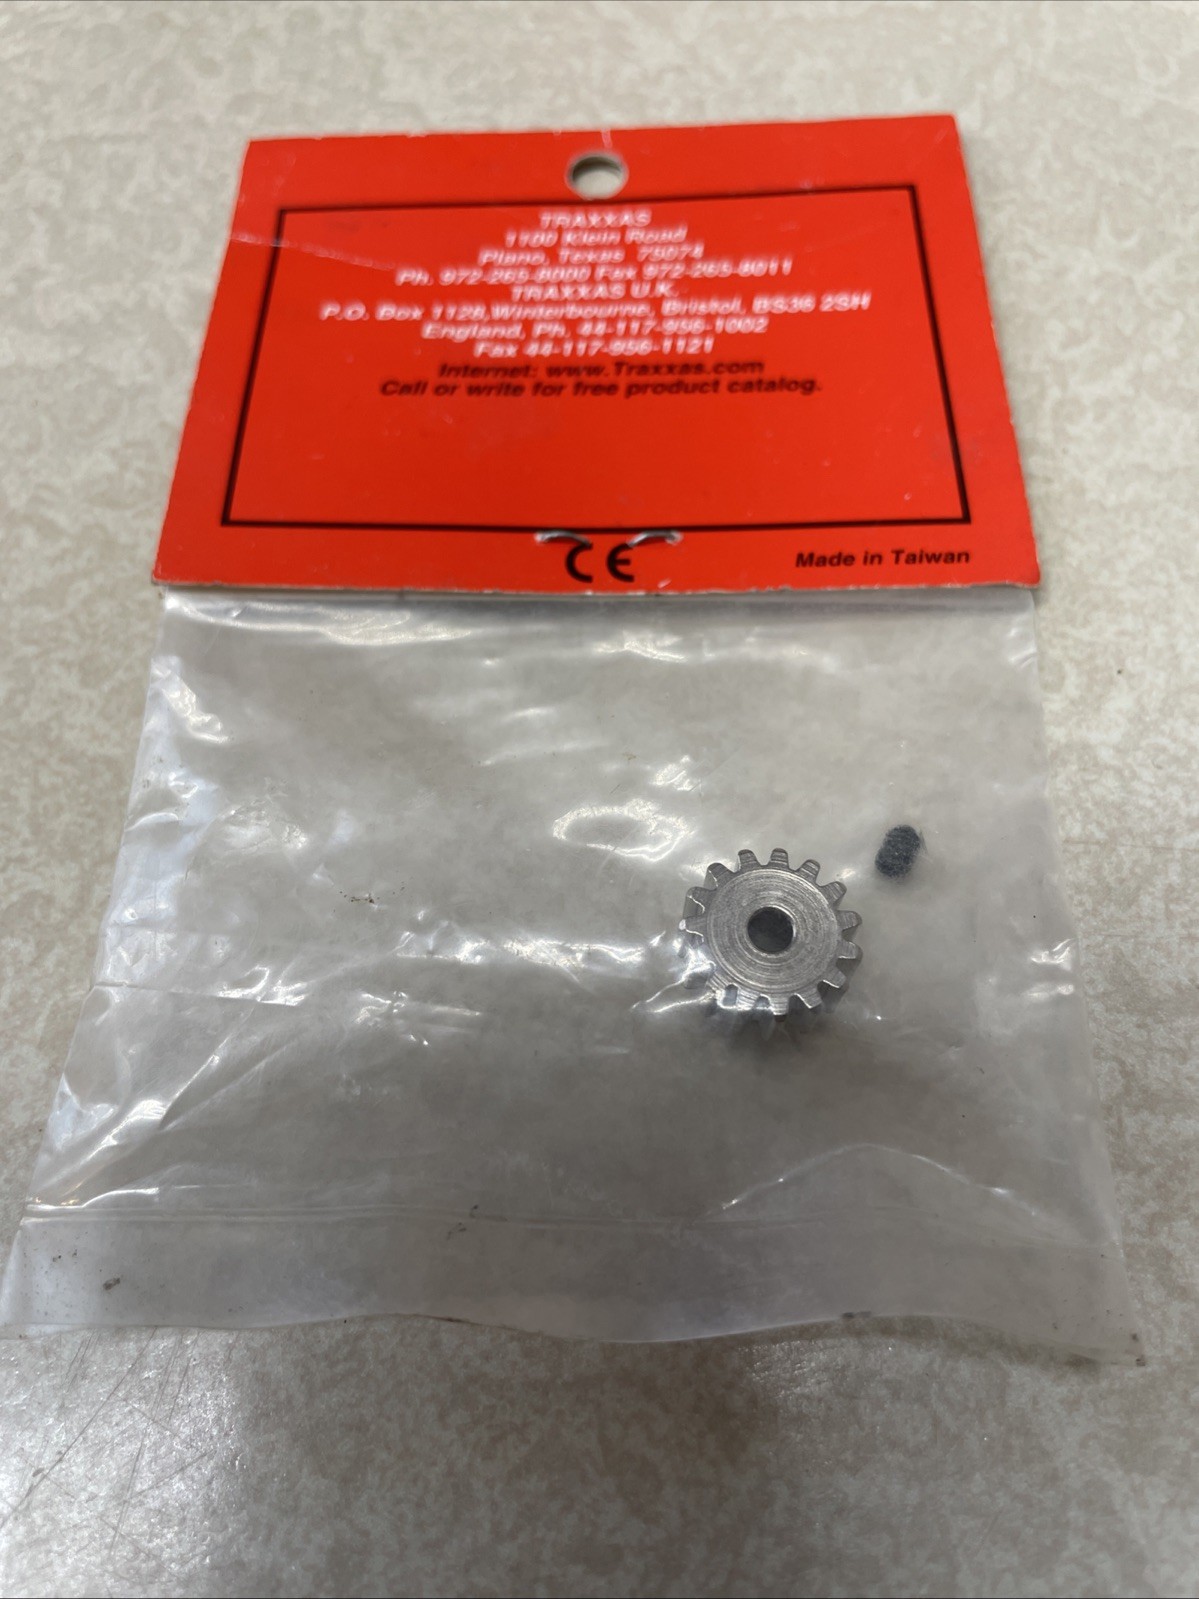 TRAXXAS
1100 Klein Road
Plano, Texas 75074
Ph. 972-265-8000 Fax 972-265-8011
TRAXXAS U.K.
P.O. Box 1128,Winterbourne, Bristol, BS36 2SH
England, Ph. 44-117-956-1002
Fax 44-117-956-1121
Internet: www.Traxxas.com
Call or write for free product catalog.
CE
Made in Taiwan